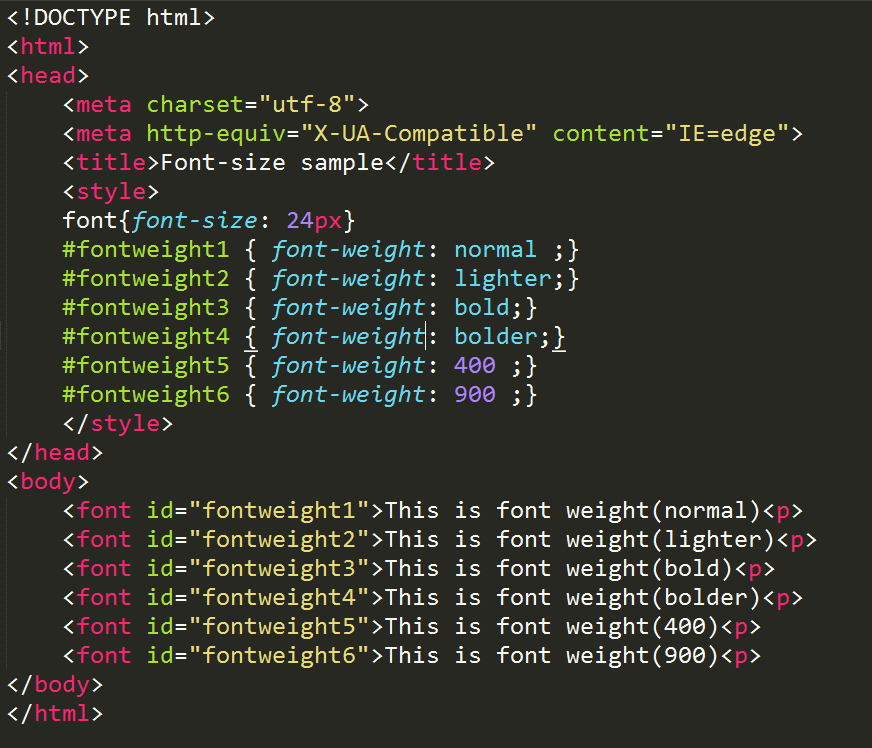 <!DOCTYPE html>
<html>
<head>
    <meta charset="utf-8">
    <meta http-equiv="X-UA-Compatible" content="IE=edge">
    <title>Font-size sample</title>
    <style>
    font{font-size: 24px}
    #fontweight1 { font-weight: normal ;}
    #fontweight2 { font-weight: lighter;}
    #fontweight3 { font-weight: bold;}
    #fontweight4 { font-weight: bolder;}
    #fontweight5 { font-weight: 400 ;}
    #fontweight6 { font-weight: 900 ;}
    </style>
</head>
<body>
    <font id="fontweight1">This is font weight(normal)<p>
    <font id="fontweight2">This is font weight(lighter)<p>
    <font id="fontweight3">This is font weight(bold)<p>
    <font id="fontweight4">This is font weight(bolder)<p>
    <font id="fontweight5">This is font weight(400)<p>
    <font id="fontweight6">This is font weight(900)<p>
</body>
</html>